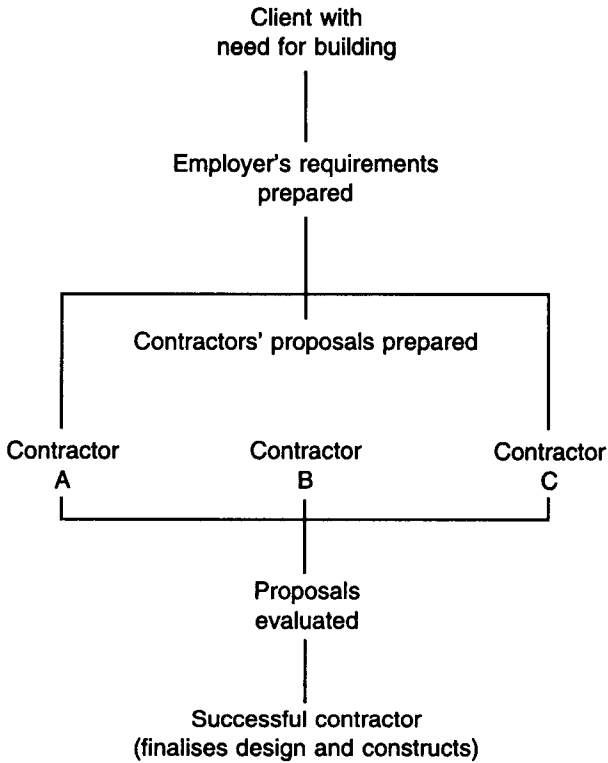 Client with
need for building
Employer's requirements
prepared
Contractors' proposals prepared
Contractor
A
Contractor
B
Contractor
C
Proposals
evaluated
Successful contractor
(finalises design and constructs)